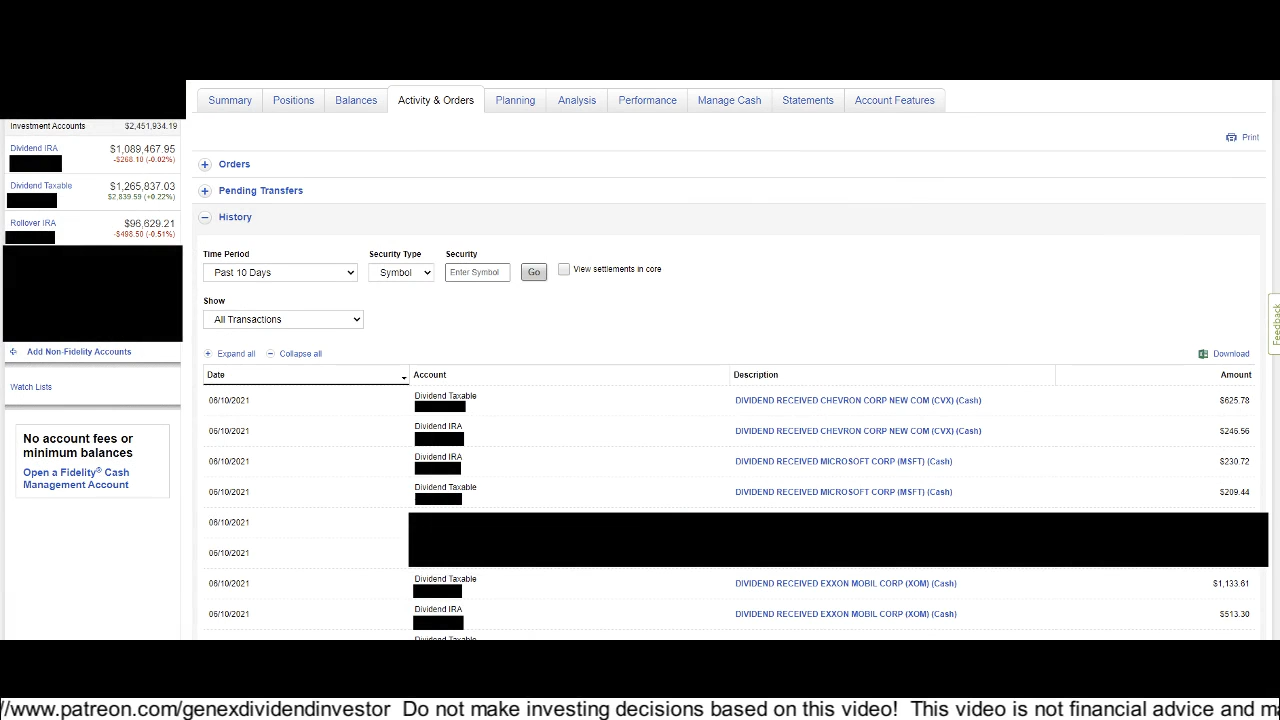 Summary Positions Balances Activity & Orders Planning Analysis Performance Manage Cash Statements Account Features
Investment Accounts $2,451,934.19
Dividend IRA $1,089,467.95
-$268.10 (-0.02%)
Dividend Taxable $1,265,837.03
$2,839.59 (+0.22%)
Rollover IRA $96,629.21
-$498.50 (-0.51%)
Add Non-Fidelity Accounts
Watch Lists
No account fees or
minimum balances
Open a Fidelity® Cash
Management Account
Print
Orders
Pending Transfers
History
Time Period Security Type Security
Past 10 Days Symbol Enter Symbol Go View settlements in core
Show
All Transactions
Expand all Collapse all Download
Date Account Description Amount
06/10/2021 Dividend Taxable DIVIDEND RECEIVED CHEVRON CORP NEW COM (CVX) (Cash) $625.78
06/10/2021 Dividend IRA DIVIDEND RECEIVED CHEVRON CORP NEW COM (CVX) (Cash) $246.56
06/10/2021 Dividend IRA DIVIDEND RECEIVED MICROSOFT CORP (MSFT) (Cash) $230.72
06/10/2021 Dividend Taxable DIVIDEND RECEIVED MICROSOFT CORP (MSFT) (Cash) $209.44
06/10/2021
06/10/2021
06/10/2021 Dividend Taxable DIVIDEND RECEIVED EXXON MOBIL CORP (XOM) (Cash) $1,133.61
06/10/2021 Dividend IRA DIVIDEND RECEIVED EXXON MOBIL CORP (XOM) (Cash) $513.30
Feedback
//www.patreon.com/genexdividendinvestor Do not make investing decisions based on this video! This video is not financial advice and ma